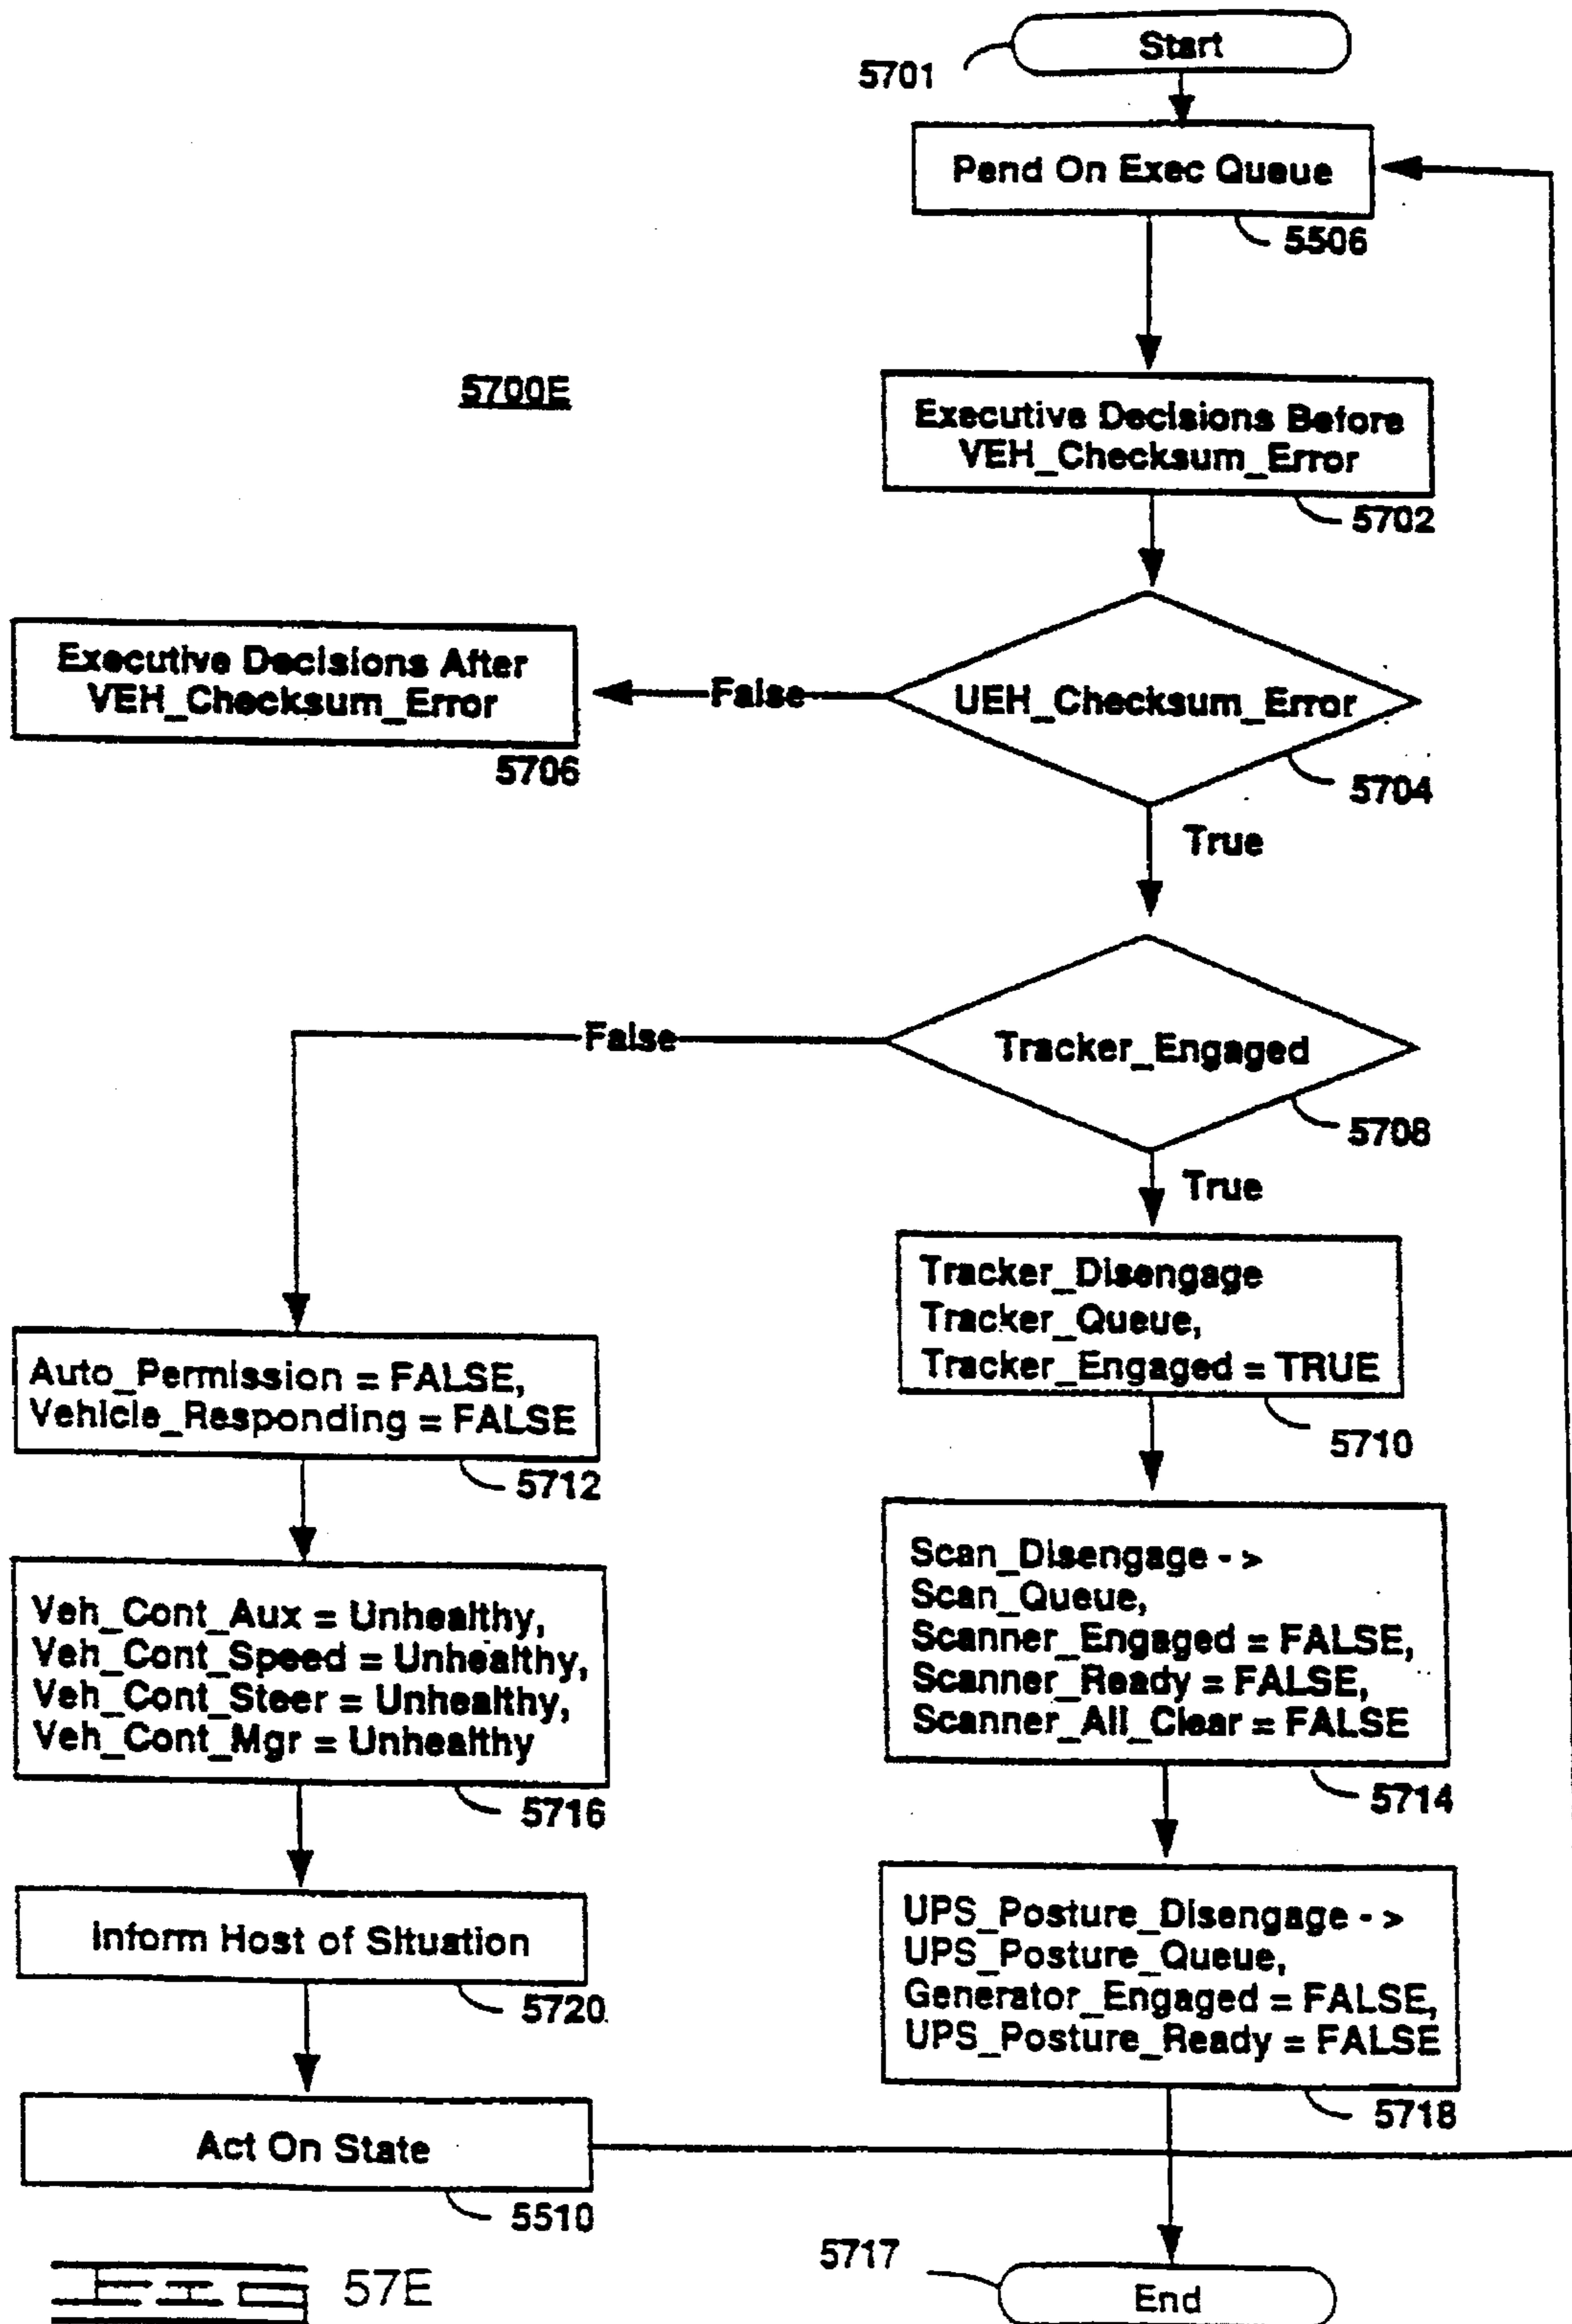 Start
5701
Pend On Exec Queue
5506
5700E
Executive Decisions Before
VEH_Checksum_Error
5702
Executive Decisions After
VEH_Checksum_Error
5706
False
UEH_Checksum_Error
5704
True
False
Tracker_Engaged
5708
True
Tracker_Disengage
Tracker_Queue,
Tracker_Engaged = TRUE
5710
Auto_Permission = FALSE,
Vehicle_Responding = FALSE
5712
Scan_Disengage - >
Scan_Queue,
Scanner_Engaged = FALSE,
Scanner_Ready = FALSE,
Scanner_All_Clear = FALSE
5714
Veh_Cont_Aux = Unhealthy,
Veh_Cont_Speed = Unhealthy,
Veh_Cont_Steer = Unhealthy,
Veh_Cont_Mgr = Unhealthy
5716
UPS_Posture_Disengage - >
UPS_Posture_Queue,
Generator_Engaged = FALSE,
UPS_Posture_Ready = FALSE
5718
Inform Host of Situation
5720
Act On State
5510
5717
End
FIG 57E